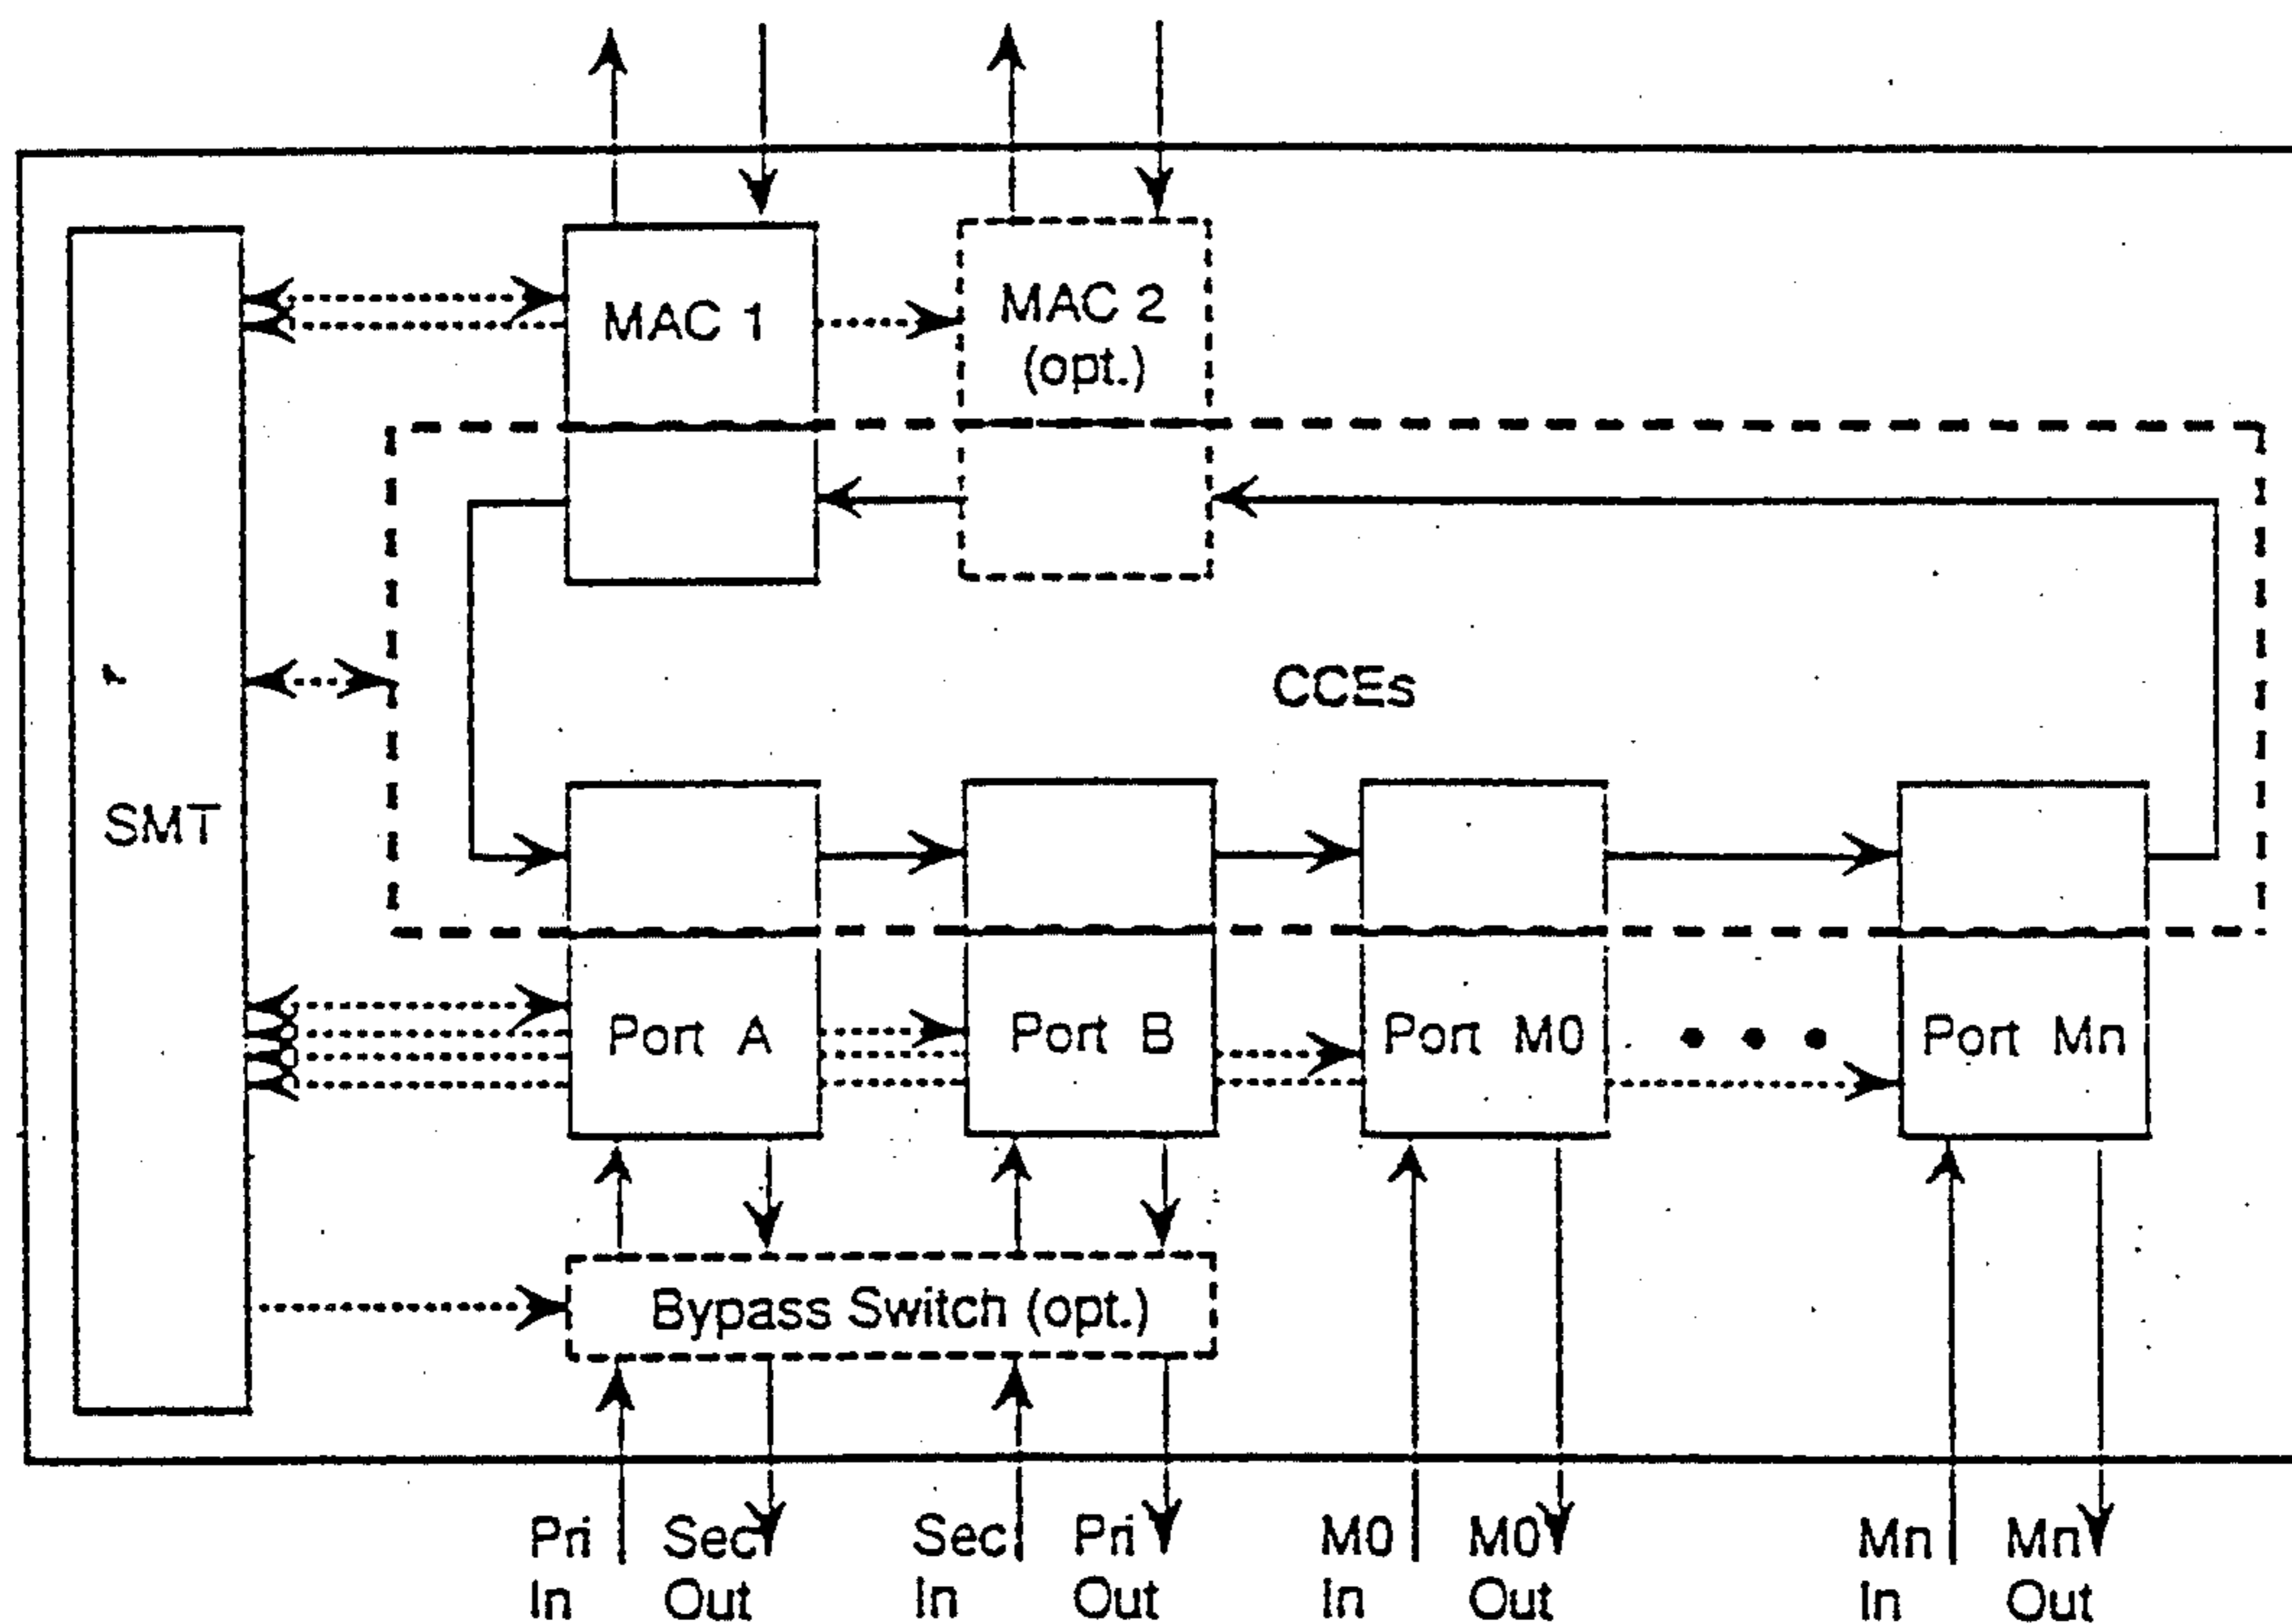 MAC 1
MAC 2
(opt.)
CCEs
SMT
Port A
Port B
Port M0
Port Mn
Bypass Switch (opt.)
Pri
In
Sec
Out
Sec
In
Pri
Out
M0
In
M0
Out
Mn
In
Mn
Out